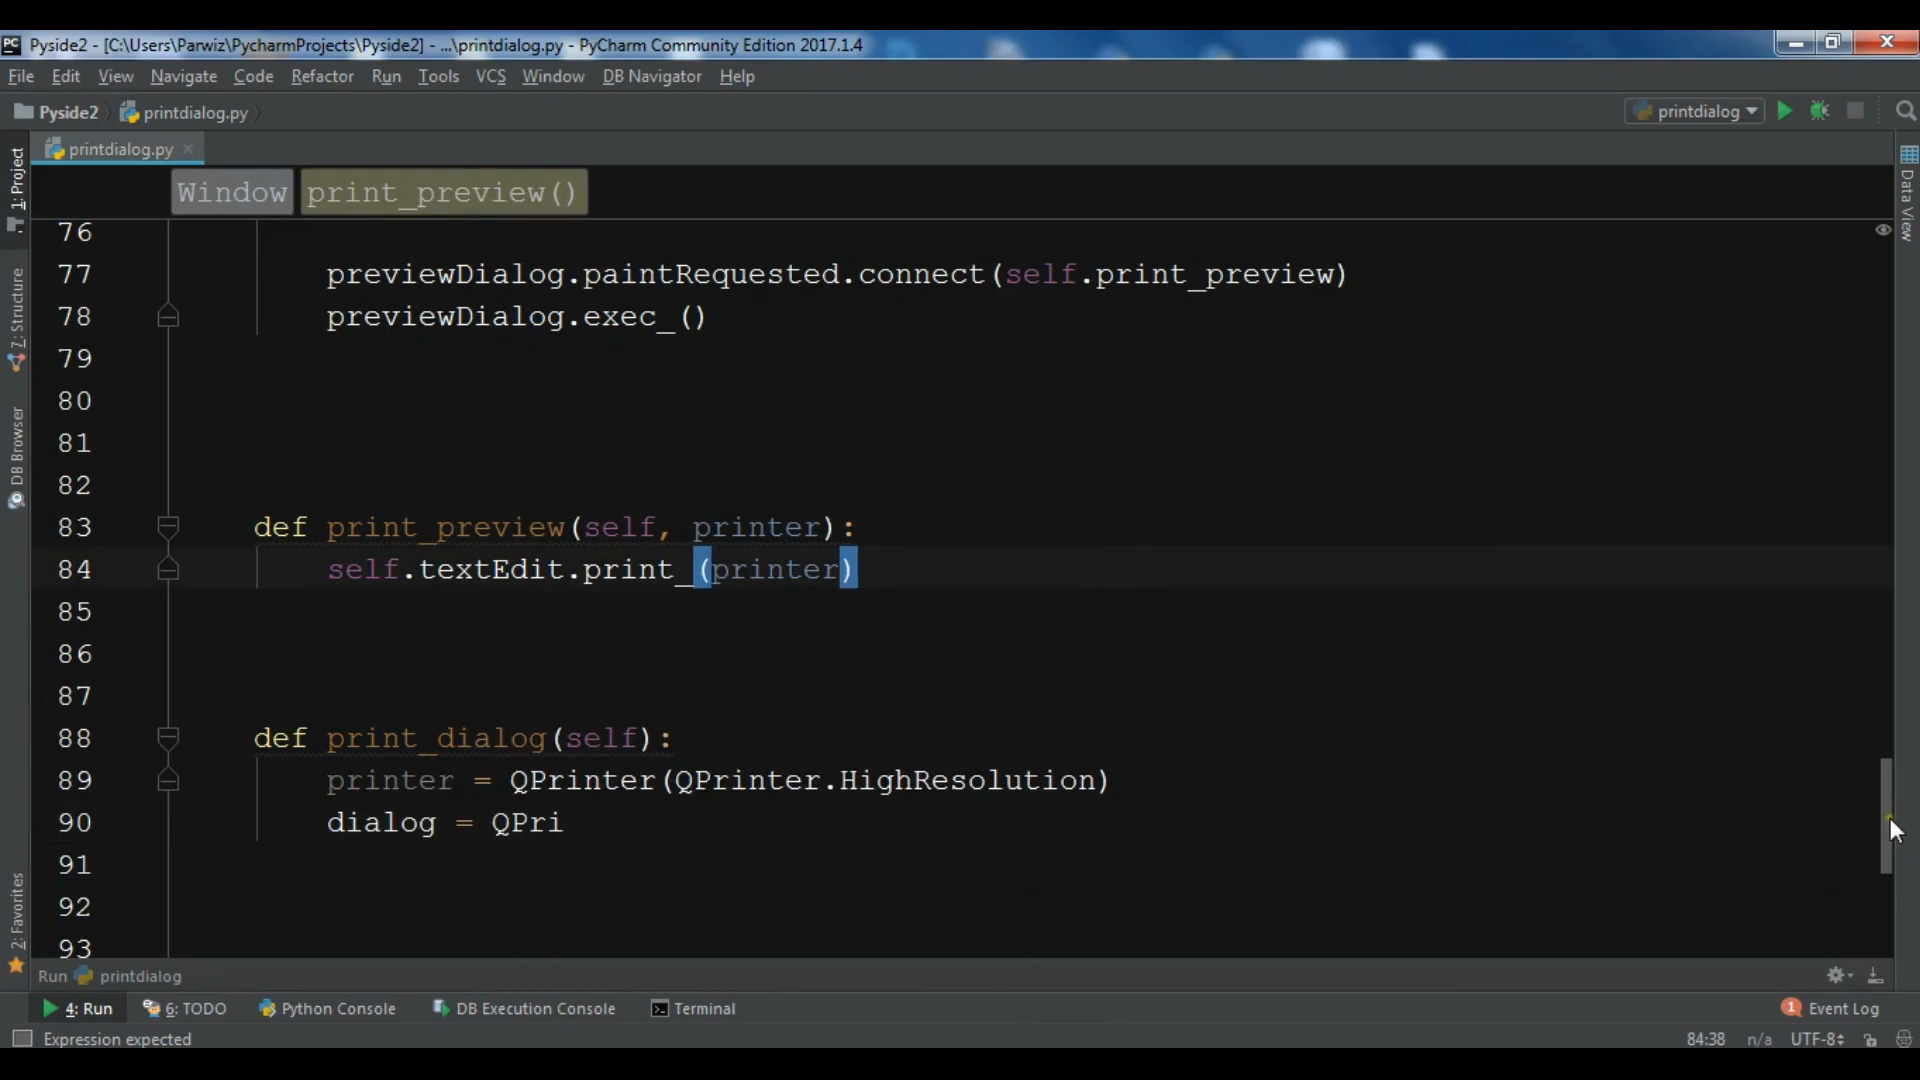 PC Pyside2 - [C:\Users\Parwiz\PycharmProjects\Pyside2] - ...\printdialog.py - PyCharm Community Edition 2017.1.4
File Edit View Navigate Code Refactor Run Tools VCS Window DB Navigator Help
Pyside2 printdialog.py printdialog
printdialog.py
1: Project
7: Structure
DB Browser
2: Favorites
Data View
Window print_preview()
76
77 previewDialog.paintRequested.connect(self.print_preview)
78 previewDialog.exec_()
79
80
81
82
83 def print_preview(self, printer):
84 self.textEdit.print_(printer)
85
86
87
88 def print_dialog(self):
89 printer = QPrinter(QPrinter.HighResolution)
90 dialog = QPri
91
92
93
Run printdialog
4: Run 6: TODO Python Console DB Execution Console Terminal 1 Event Log
Expression expected 84:38 n/a UTF-8